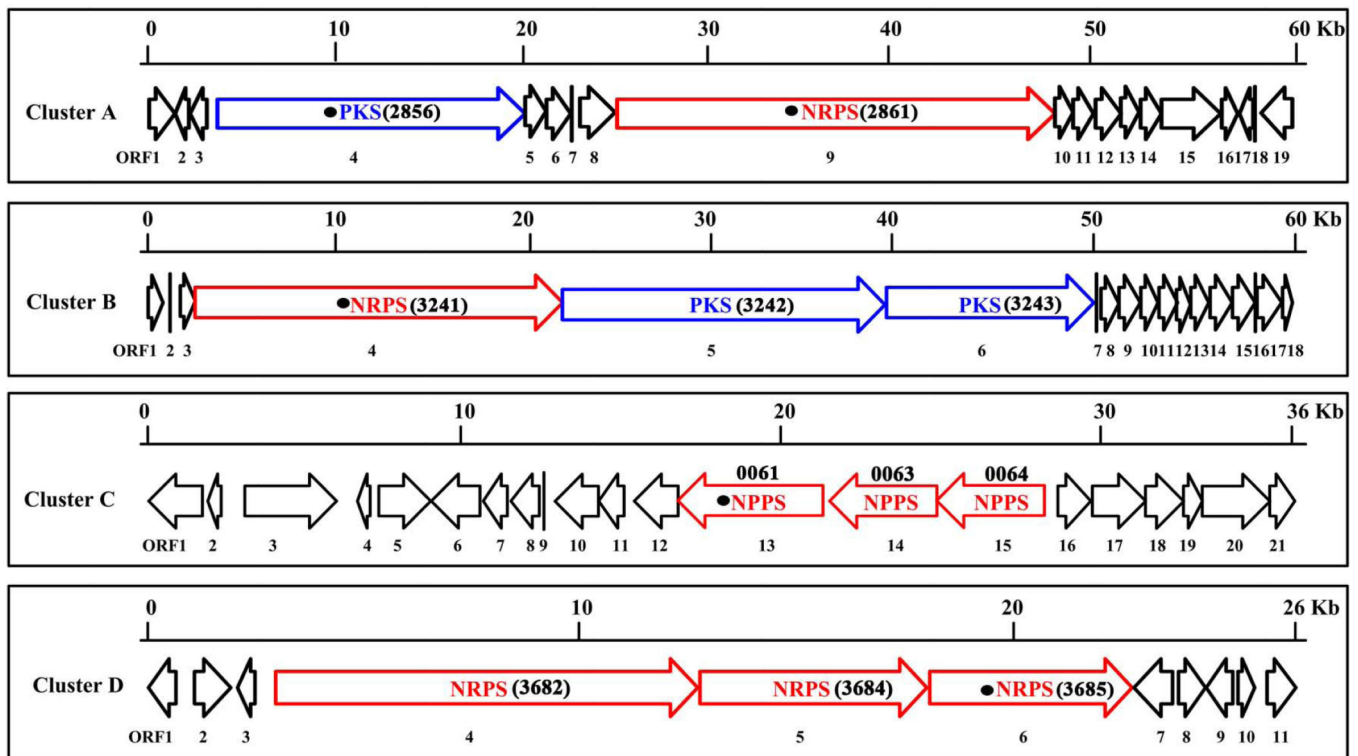 0 10 20 30 40 50 60 Kb
Cluster A PKS(2856) NRPS(2861)
ORF1 2 3 4 5 6 7 8 9 10 11 12 13 14 15 16 17 18 19
0 10 20 30 40 50 60 Kb
Cluster B NRPS(3241) PKS(3242) PKS(3243)
ORF1 2 3 4 5 6 7 8 9 10 11 12 13 14 15 16 17 18
0 10 20 30 36 Kb
0061 0063 0064
Cluster C NPPS NPPS NPPS
ORF1 2 3 4 5 6 7 8 9 10 11 12 13 14 15 16 17 18 19 20 21
0 10 20 26 Kb
Cluster D NRPS(3682) NRPS(3684) NRPS(3685)
ORF1 2 3 4 5 6 7 8 9 10 11